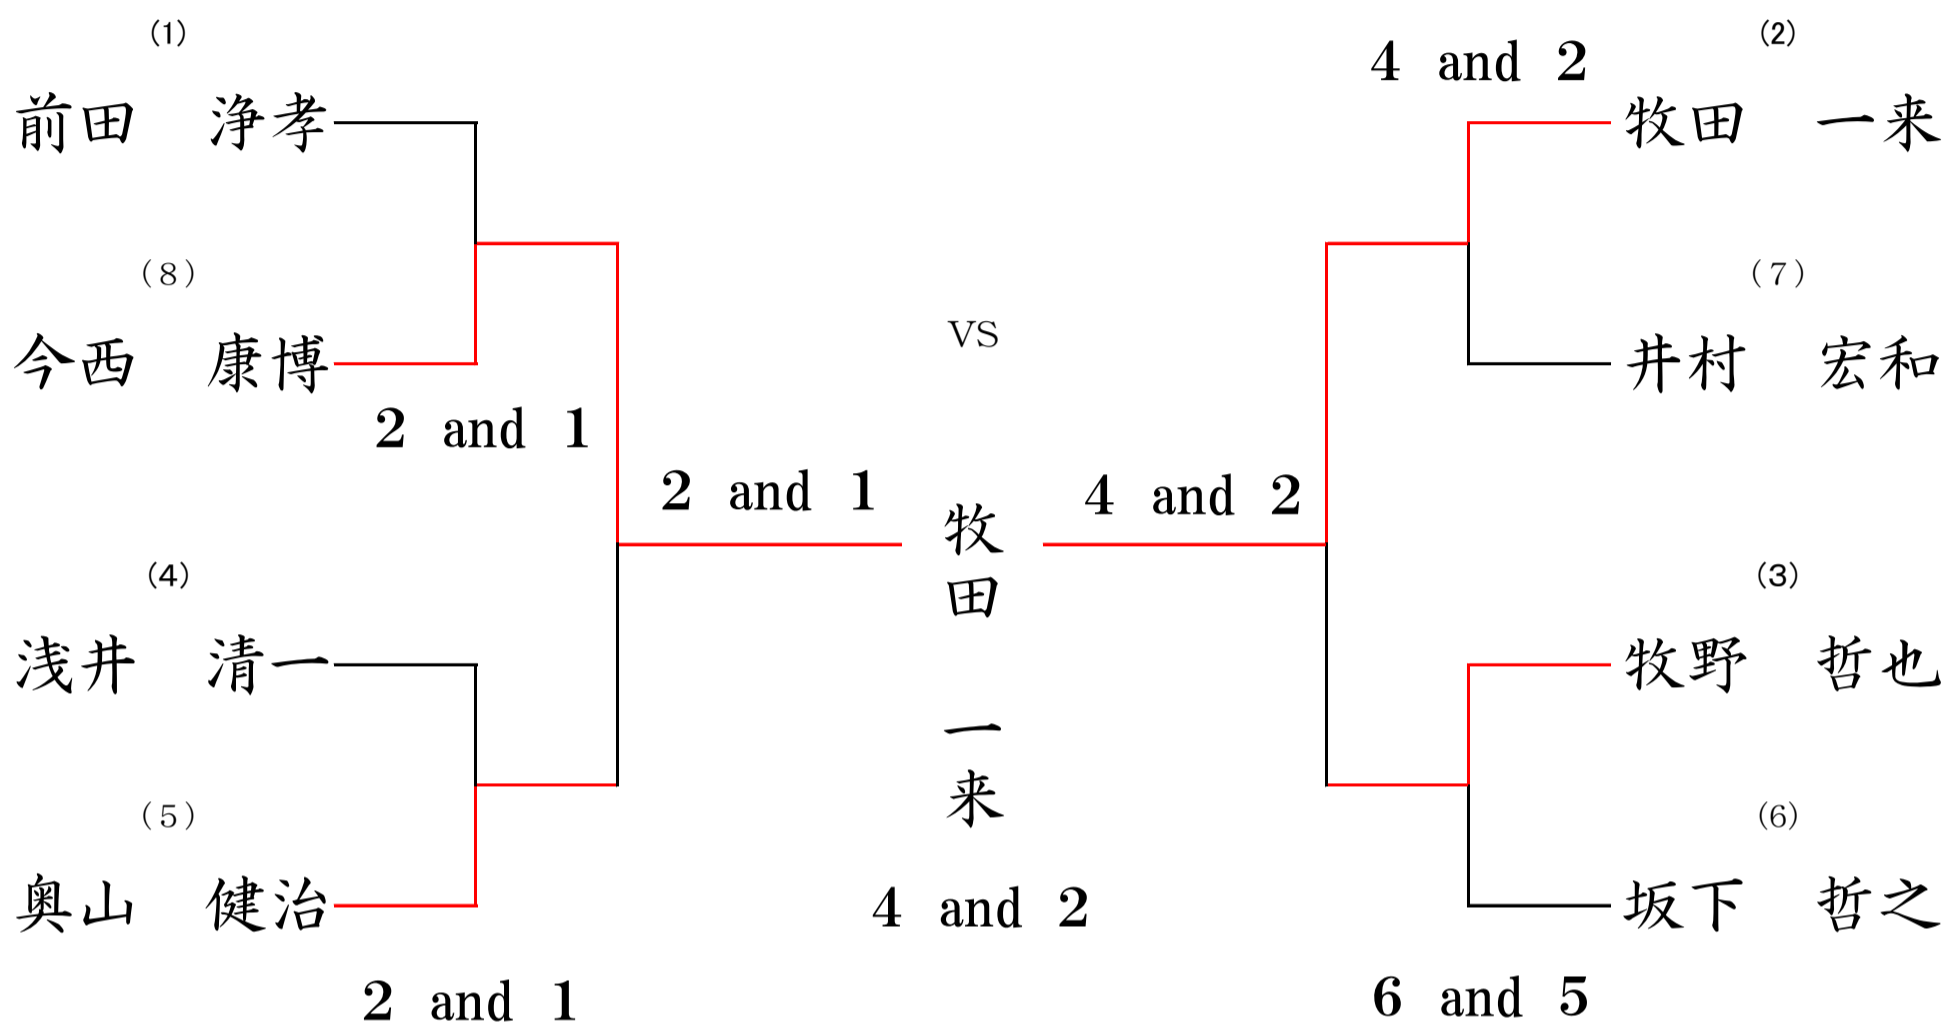 (1)
前田　浄孝
（8）
今西　康博
2 and 1
(4)
浅井　清一
（5）
奥山　健治
2 and 1
2 and 1
VS
牧田　一来
4 and 2
4 and 2
4 and 2
(2)
牧田　一来
（7）
井村　宏和
(3)
牧野　哲也
(6)
坂下　哲之
6 and 5